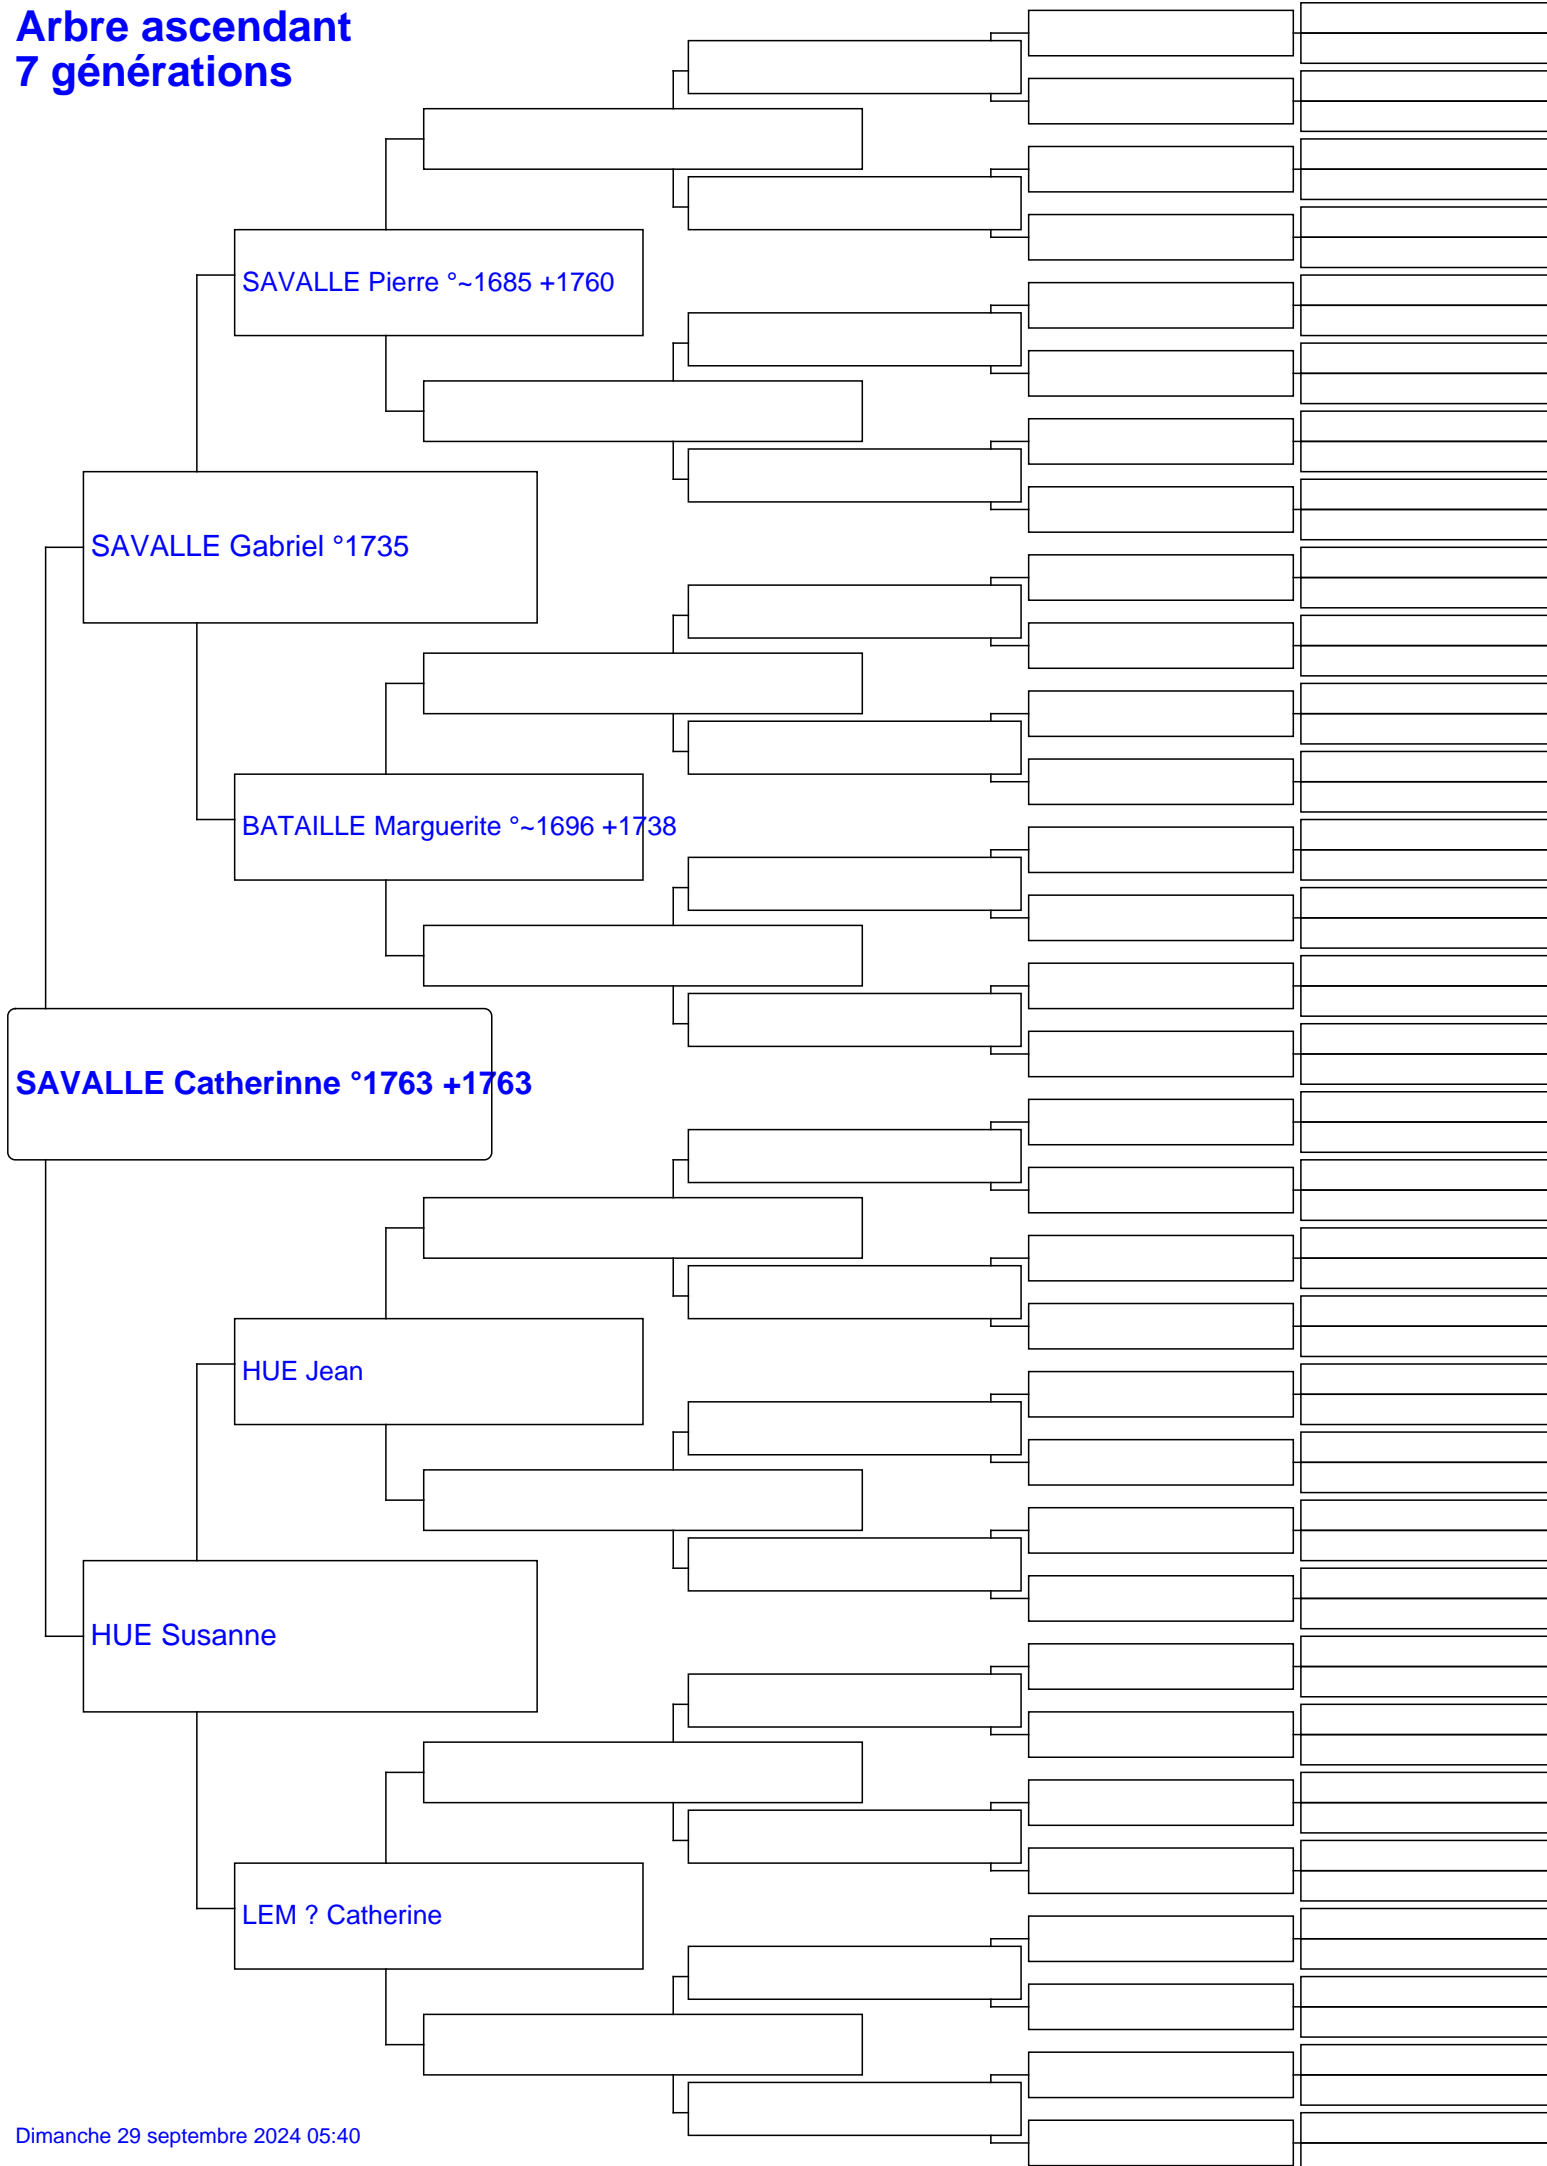 Arbre ascendant
7 générations
SAVALLE Pierre °~1685 +1760
SAVALLE Gabriel °1735
BATAILLE Marguerite °~1696 +1738
SAVALLE Catherinne °1763 +1763
HUE Jean
HUE Susanne
LEM ? Catherine
Dimanche 29 septembre 2024 05:40